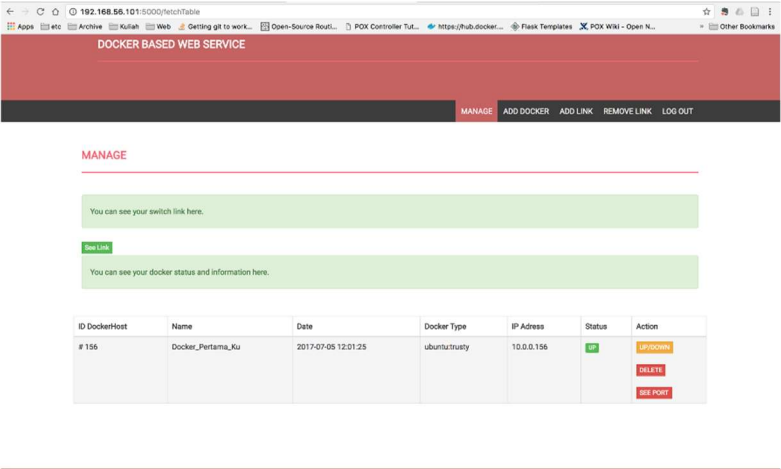 192.168.56.101:5000/fetchTable
Apps etc Archive Kuliah Web Getting git to work... Open-Source Routi... POX Controller Tut... https://hub.docker.... Flask Templates POX Wiki - Open N... » Other Bookmarks
DOCKER BASED WEB SERVICE
MANAGE ADD DOCKER ADD LINK REMOVE LINK LOG OUT
MANAGE
You can see your switch link here.
See Link
You can see your docker status and information here.
ID DockerHost Name Date Docker Type IP Adress Status Action
# 156 Docker_Pertama_Ku 2017-07-05 12:01:25 ubuntu:trusty 10.0.0.156 UP UP/DOWN
DELETE
SEE PORT